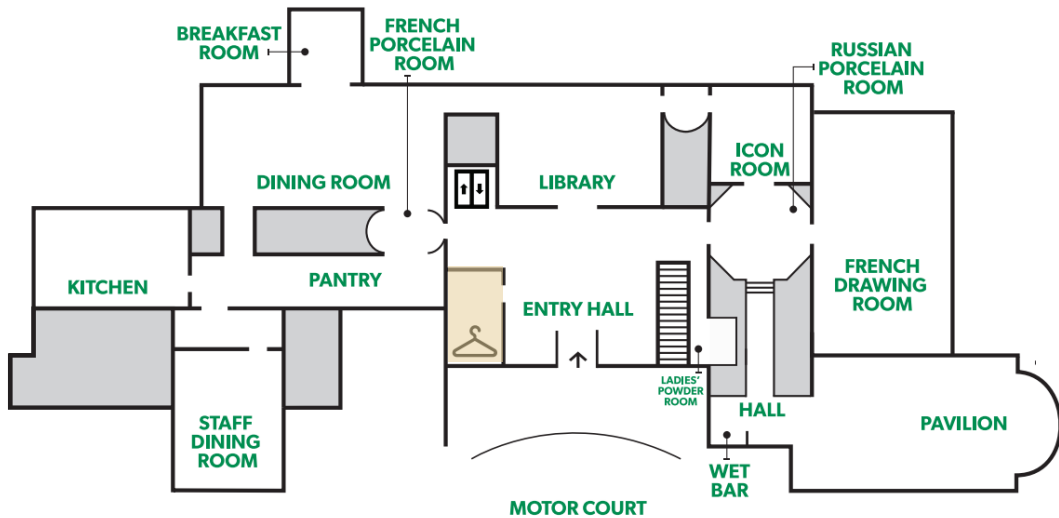 BREAKFAST
ROOM
FRENCH
PORCELAIN
ROOM
RUSSIAN
PORCELAIN
ROOM
ICON
ROOM
DINING ROOM
LIBRARY
KITCHEN
PANTRY
ENTRY HALL
FRENCH
DRAWING
ROOM
LADIES'
POWDER
ROOM
HALL
STAFF
DINING
ROOM
PAVILION
WET
BAR
MOTOR COURT